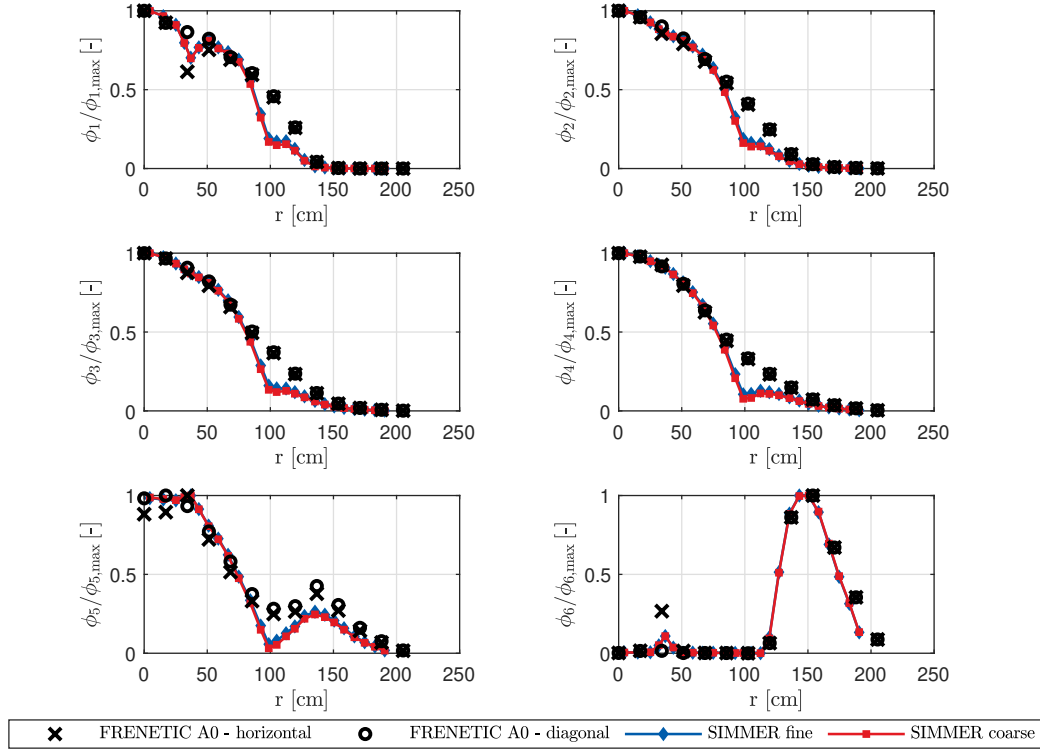 ϕ1/ϕ1,max [-]
1
0.5
0
0 50 100 150 200 250
r [cm]
ϕ2/ϕ2,max [-]
1
0.5
0
0 50 100 150 200 250
r [cm]
ϕ3/ϕ3,max [-]
1
0.5
0
0 50 100 150 200 250
r [cm]
ϕ4/ϕ4,max [-]
1
0.5
0
0 50 100 150 200 250
r [cm]
ϕ5/ϕ5,max [-]
1
0.5
0
0 50 100 150 200 250
r [cm]
ϕ6/ϕ6,max [-]
1
0.5
0
0 50 100 150 200 250
r [cm]
FRENETIC A0 - horizontal FRENETIC A0 - diagonal SIMMER fine SIMMER coarse